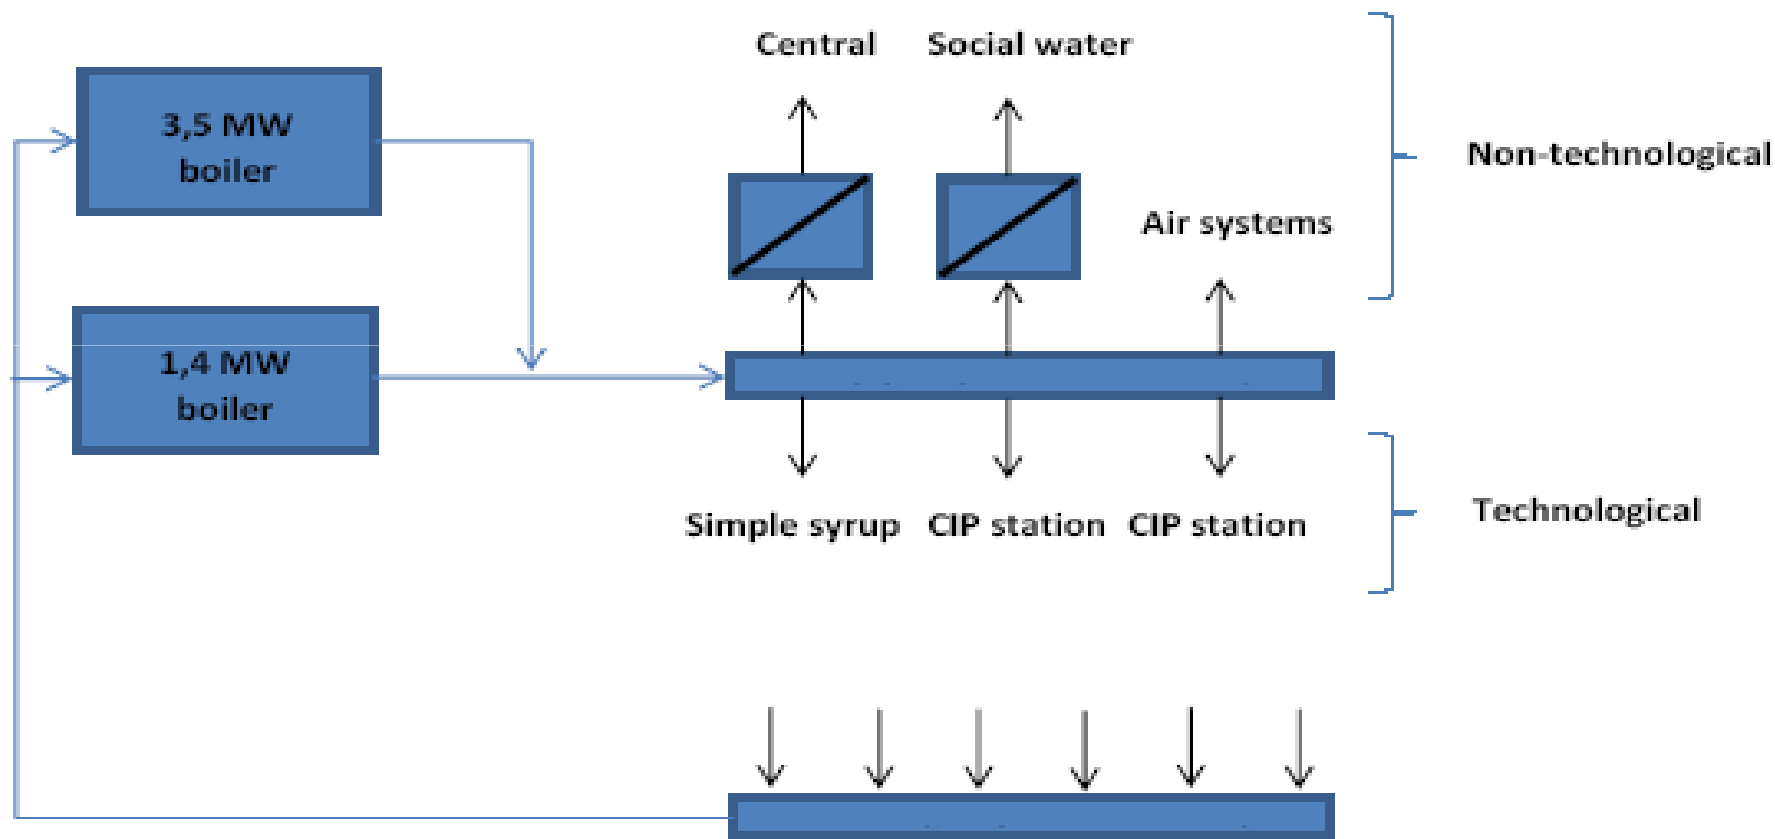 Central
Social water
3,5 MW
boiler
Non-technological
Air systems
1,4 MW
boiler
Simple syrup
CIP station
CIP station
Technological